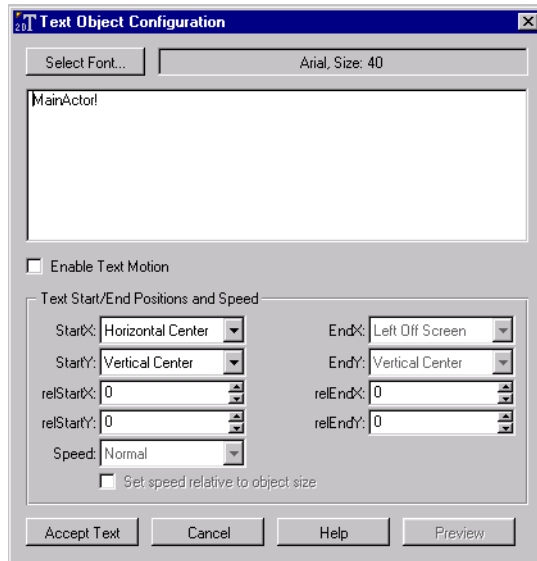 2DT Text Object Configuration
Select Font... Arial, Size: 40
MainActor!
Enable Text Motion
Text Start/End Positions and Speed
StartX: Horizontal Center EndX: Left Off Screen
StartY: Vertical Center EndY: Vertical Center
relStartX: 0 relEndX: 0
relStartY: 0 relEndY: 0
Speed: Normal
Set speed relative to object size
Accept Text Cancel Help Preview